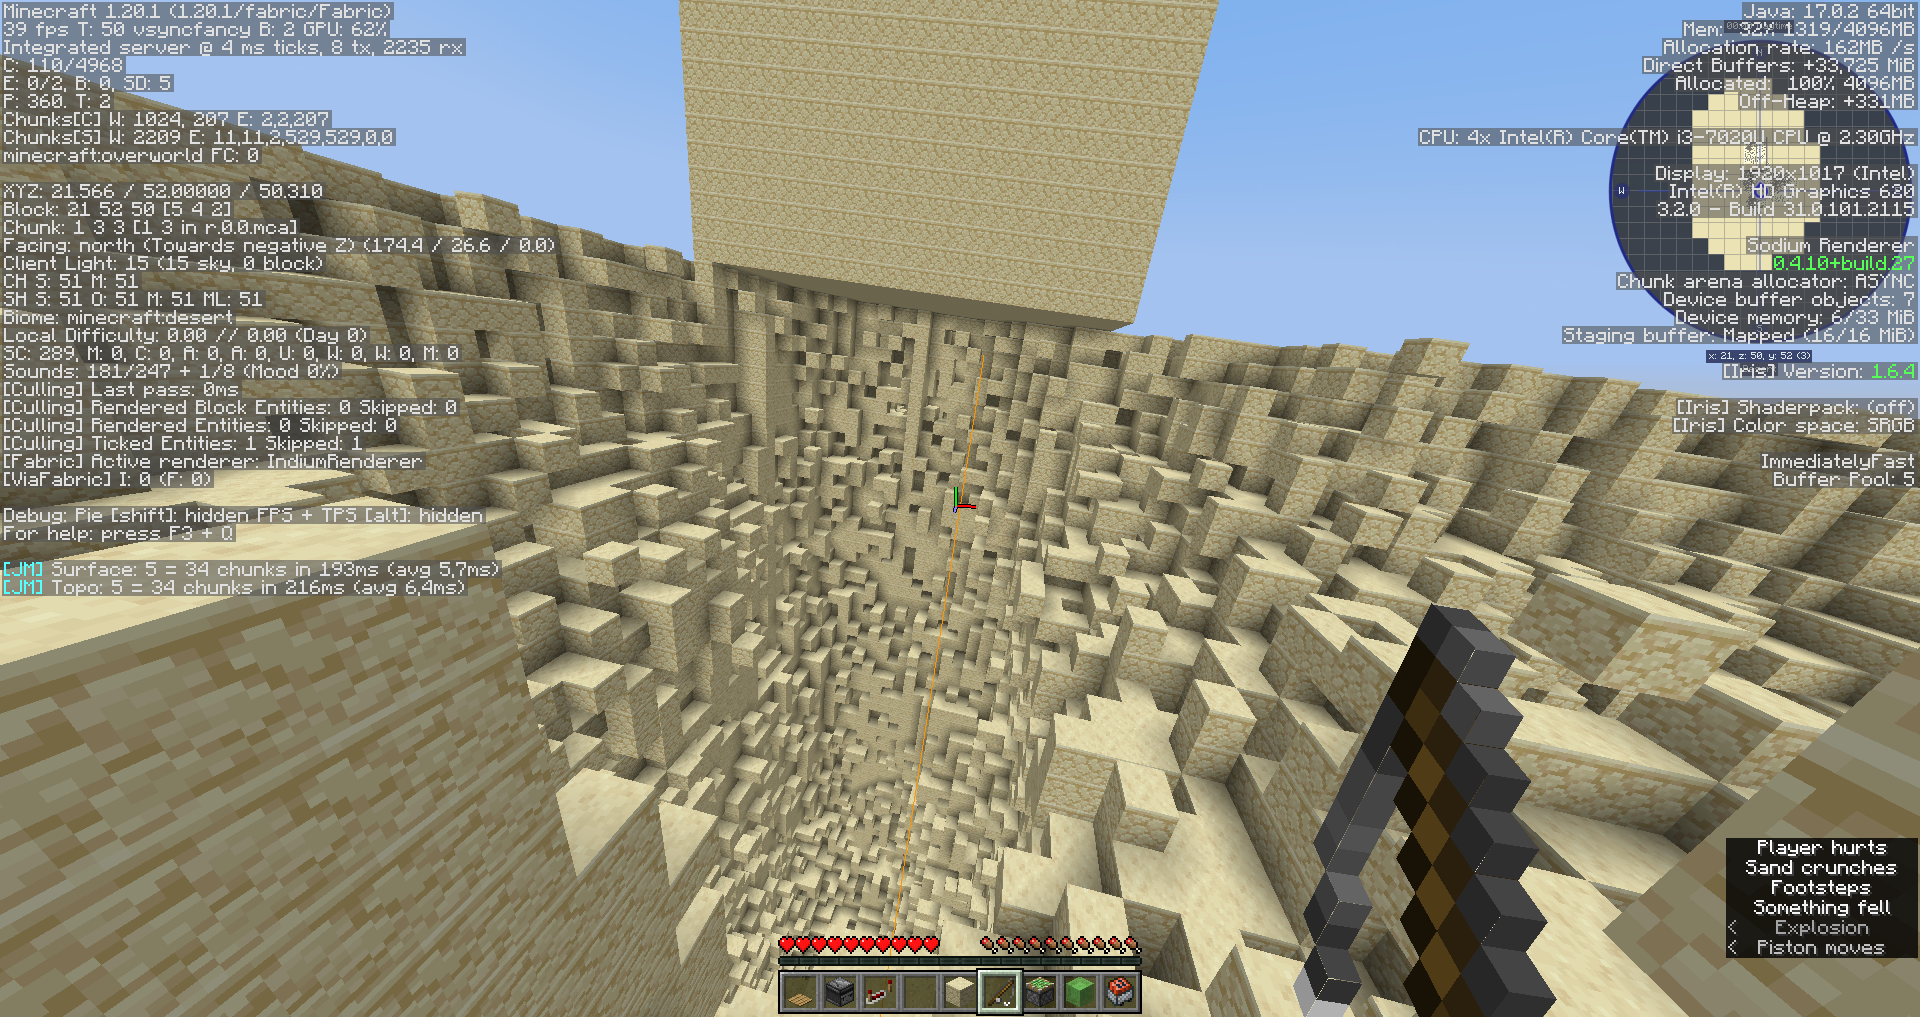 Minecraft 1.20.1 (1.20.1/fabric/Fabric)
39 fps T: 50 vsyncfancy B: 2 GPU: 62%
Integrated server @ 4 ms ticks, 8 tx, 2235 rx
C: 110/4968
E: 0/2, B: 0, SD: 5
P: 360. T: 2
Chunks[C] W: 1024, 207 E: 2,2,207
Chunks[S] W: 2209 E: 11,11,2,529,529,0,0
minecraft:overworld FC: 0
XYZ: 21.566 / 52.00000 / 50.310
Block: 21 52 50 [5 4 2]
Chunk: 1 3 3 [1 3 in r.0.0.mca]
Facing: north (Towards negative Z) (174.4 / 26.6 / 0.0)
Client Light: 15 (15 sky, 0 block)
CH S: 51 M: 51
SH S: 51 O: 51 M: 51 ML: 51
Biome: minecraft:desert
Local Difficulty: 0.00 // 0.00 (Day 0)
SC: 289, M: 0, C: 0, A: 0, A: 0, U: 0, W: 0, W: 0, M: 0
Sounds: 181/247 + 1/8 (Mood 0%)
[Culling] Last pass: 0ms
[Culling] Rendered Block Entities: 0 Skipped: 0
[Culling] Rendered Entities: 0 Skipped: 0
[Culling] Ticked Entities: 1 Skipped: 1
[Fabric] Active renderer: IndiumRenderer
[ViaFabric] I: 0 (F: 0)
Debug: Pie [shift]: hidden FPS + TPS [alt]: hidden
For help: press F3 + Q
[JM] Surface: 5 = 34 chunks in 193ms (avg 5,7ms)
[JM] Topo: 5 = 34 chunks in 216ms (avg 6,4ms)
Java: 17.0.2 64bit
Mem: 32% 1319/4096MB
Allocation rate: 162MB /s
Direct Buffers: +33,725 MiB
Allocated: 100% 4096MB
Off-Heap: +331MB
CPU: 4x Intel(R) Core(TM) i3-7020U CPU @ 2.30GHz
Display: 1920x1017 (Intel)
W
Intel(R) HD Graphics 620
3.2.0 - Build 31.0.101.2115
Sodium Renderer
0.4.10+build.27
Chunk arena allocator: ASYNC
Device buffer objects: 7
Device memory: 6/33 MiB
Staging buffer: Mapped (16/16 MiB)
x: 21, z: 50, y: 52 (3)
[Iris] Version: 1.6.4
[Iris] Shaderpack: (off)
[Iris] Color space: SRGB
ImmediatelyFast
Buffer Pool: 5
Player hurts
Sand crunches
Footsteps
Something fell
< Explosion
< Piston moves